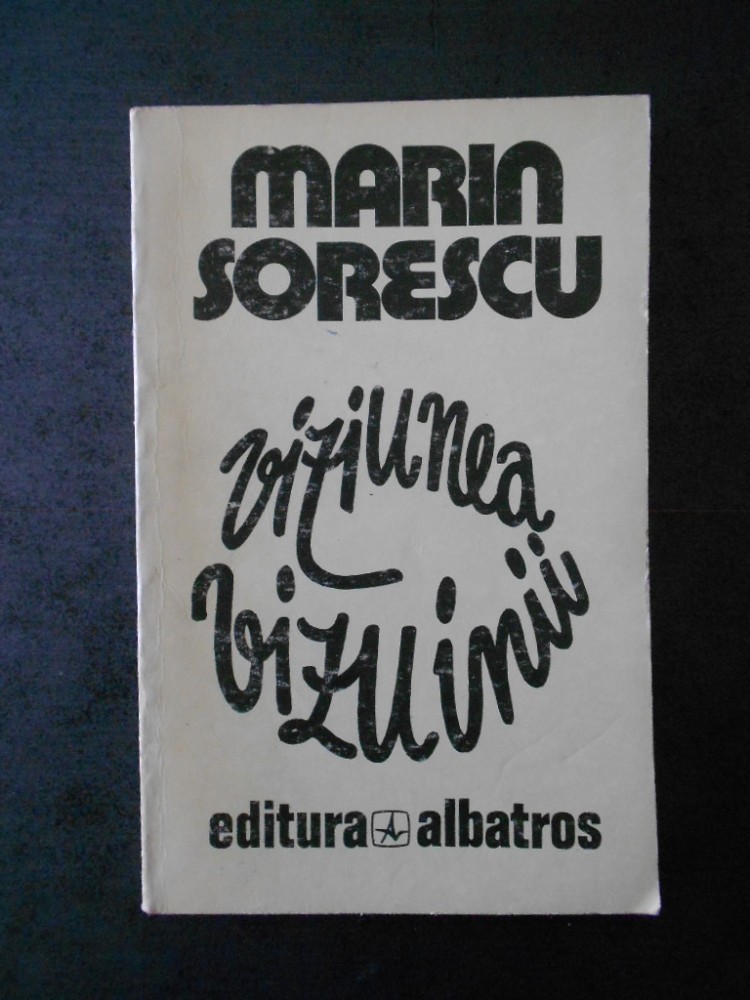 MARIN
SORESCU
viziunea
vizuinii
editura albatros